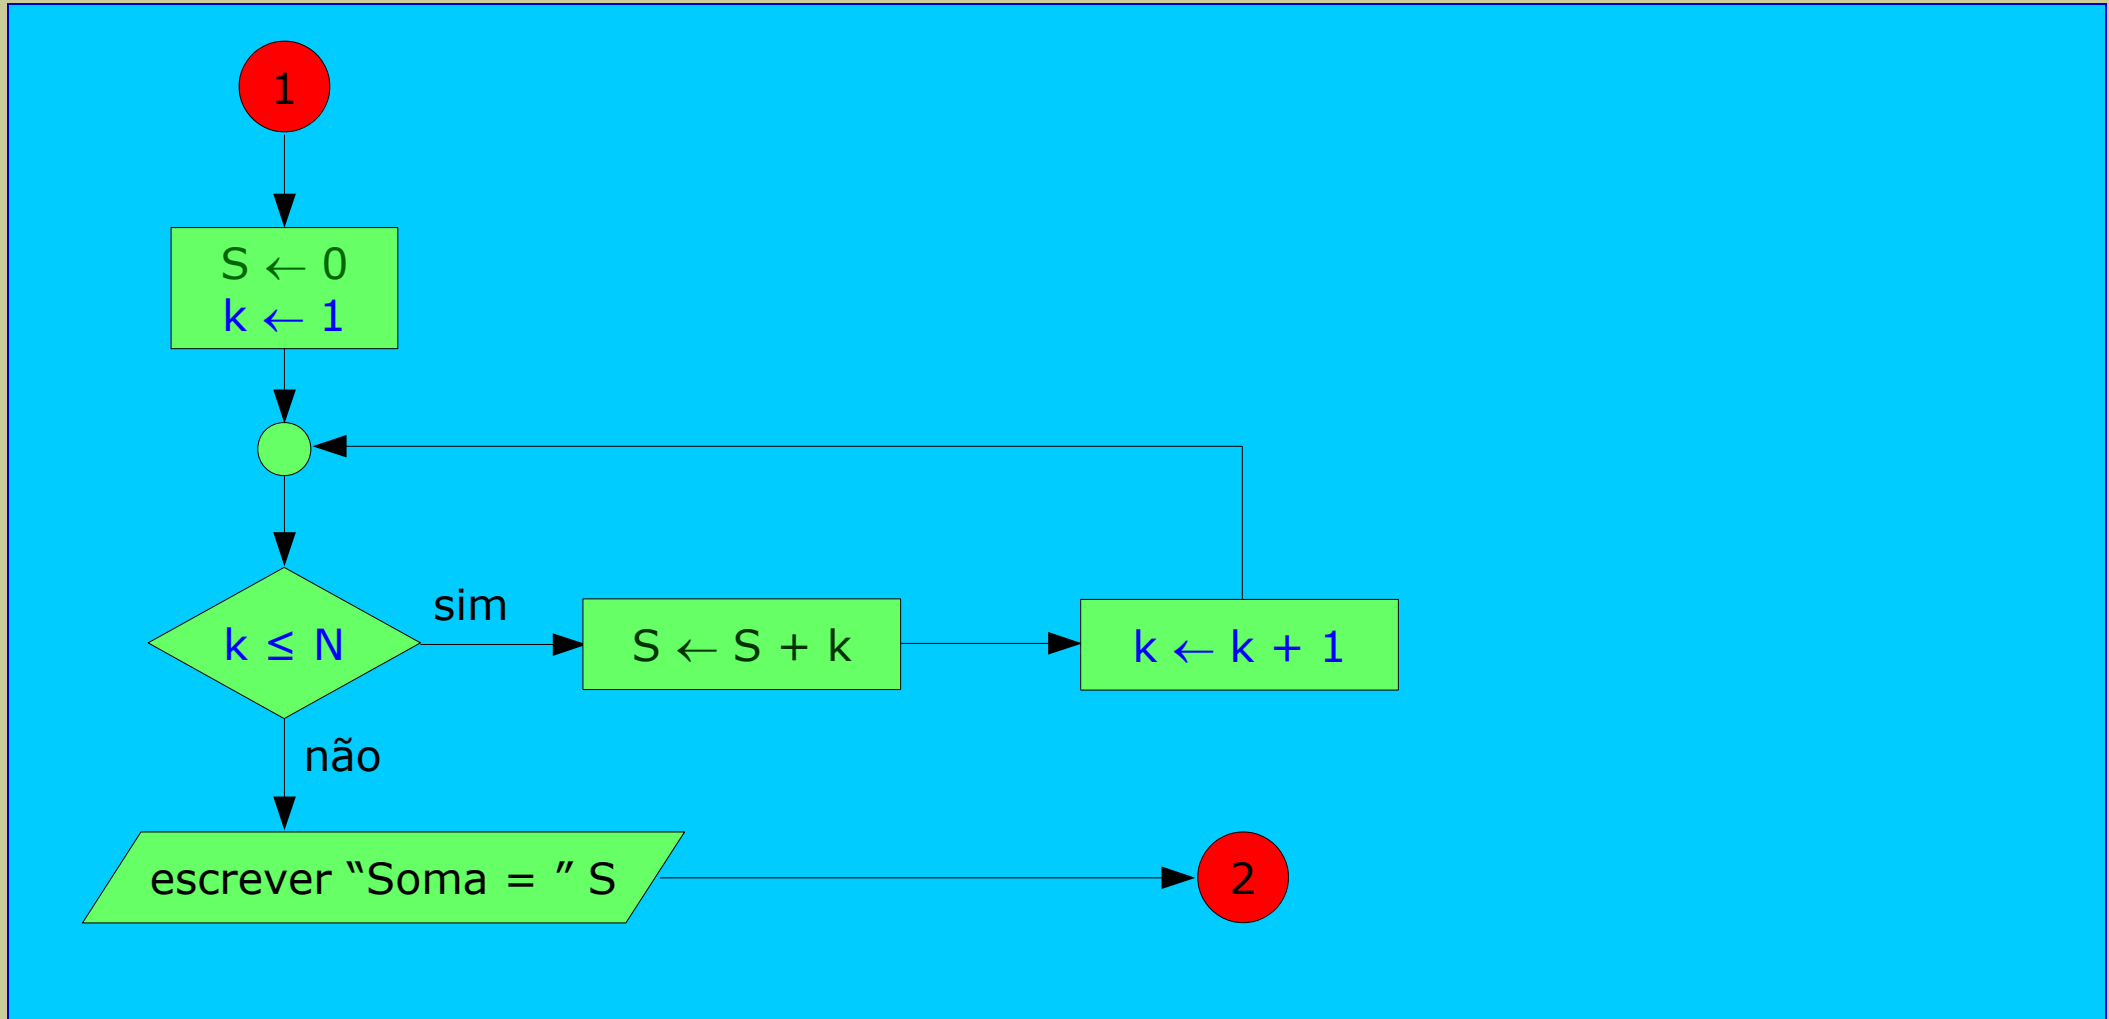 1
S ← 0
k ← 1
sim
k ≤ N
S ← S + k
k ← k + 1
não
escrever “Soma = ” S
2